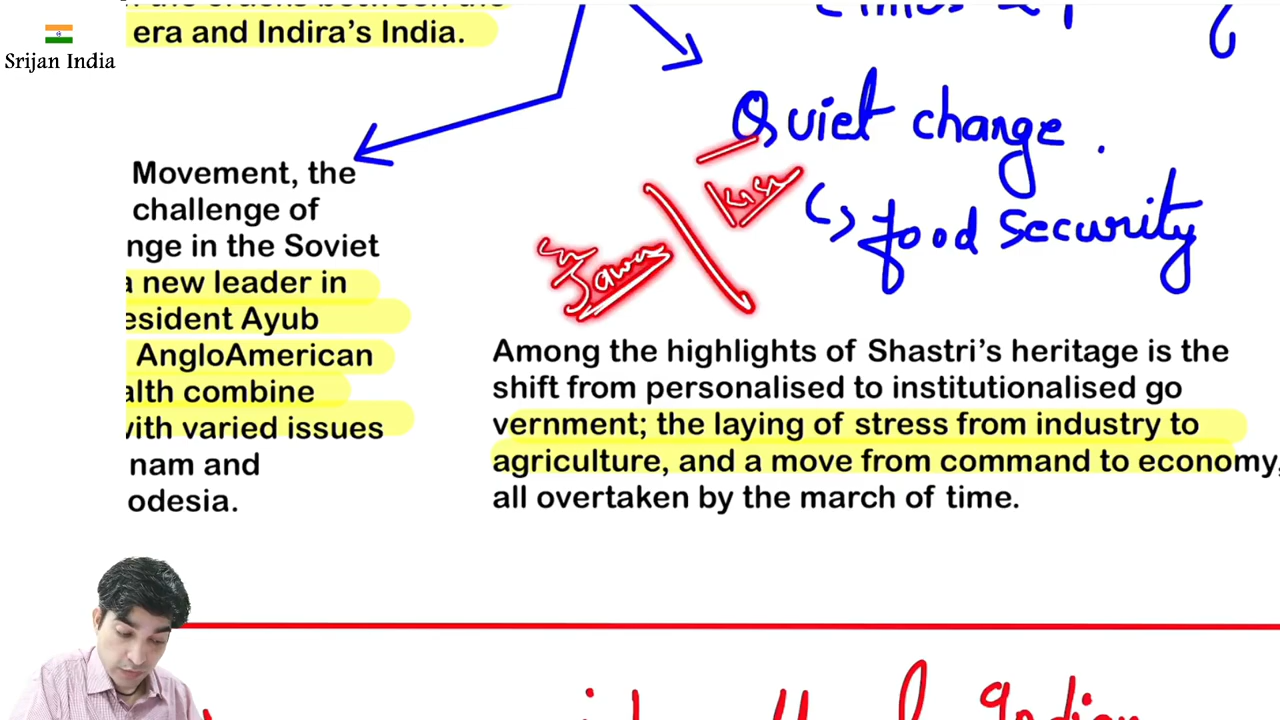 era and Indira's India.
Srijan India
Quiet change.
food security
Movement, the
challenge of
nge in the Soviet
a new leader in
esident Ayub
AngloAmerican
alth combine
vith varied issues
nam and
odesia.
Among the highlights of Shastri's heritage is the
shift from personalised to institutionalised go
vernment; the laying of stress from industry to
agriculture, and a move from command to economy,
all overtaken by the march of time.